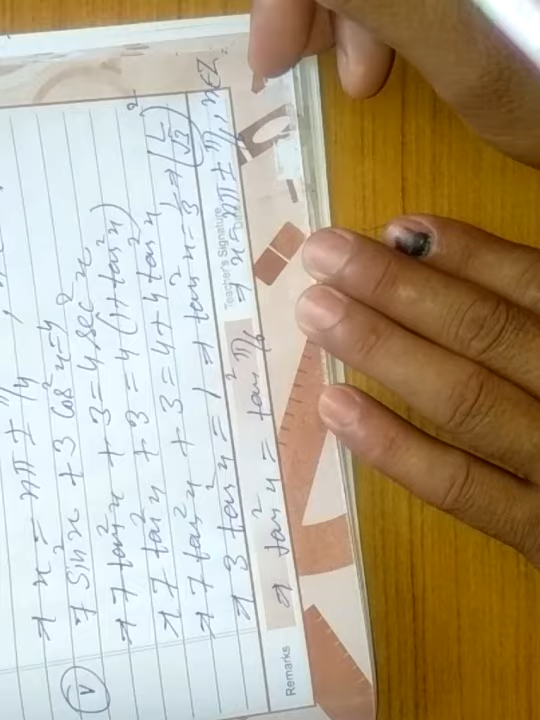 ⇒ x = nπ ± π/4
(v) 7 sin²x + 3 cos²x = 4
⇒ 7 tan²x + 3 = 4 sec²x
⇒ 7 tan²x + 3 = 4 (1 + tan²x)
⇒ 7 tan²x + 3 = 4 + 4 tan²x
⇒ 3 tan²x = 1 ⇒ tan²x = 1/3 ⇒ (1/√3)²
⇒ tan²x = tan²π/6 ⇒ x = nπ ± π/6, n∈Z.
Teacher's Signature
Remarks